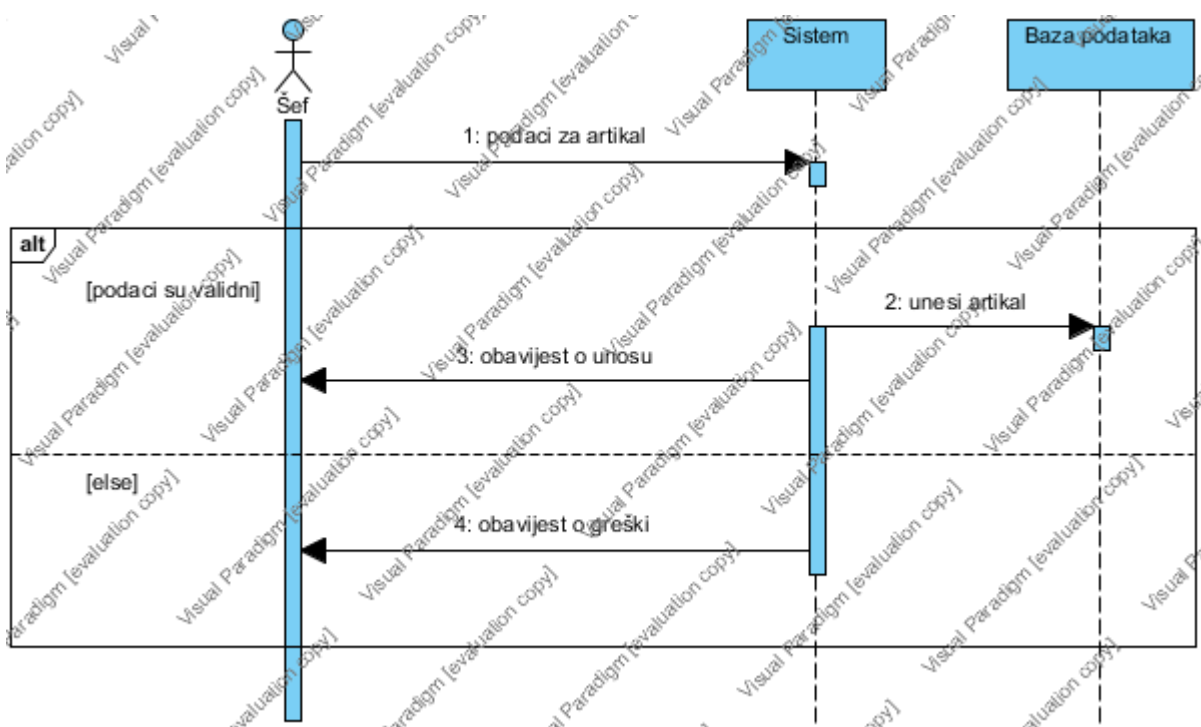 Šef
Sistem
Baza podataka
1: podaci za artikal
alt
[podaci su validni]
2: unesi artikal
3: obavijest o unosu
[else]
4: obavijest o greški
Visual Paradigm [evaluation copy]